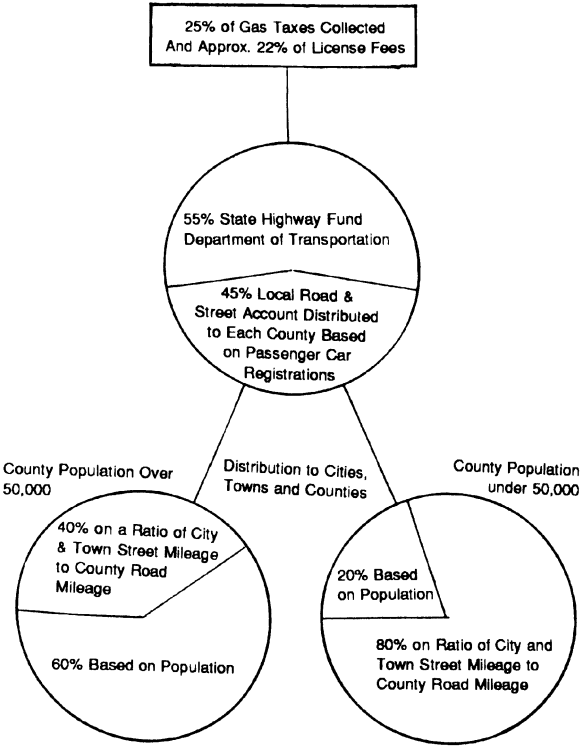 25% of Gas Taxes Collected
And Approx. 22% of License Fees
55% State Highway Fund
Department of Transportation
45% Local Road &
Street Account Distributed
to Each County Based
on Passenger Car
Registrations
County Population Over
50,000
Distribution to Cities,
Towns and Counties
County Population
under 50,000
40% on a Ratio of City
& Town Street Mileage
to County Road
Mileage
60% Based on Population
20% Based
on Population
80% on Ratio of City and
Town Street Mileage to
County Road Mileage